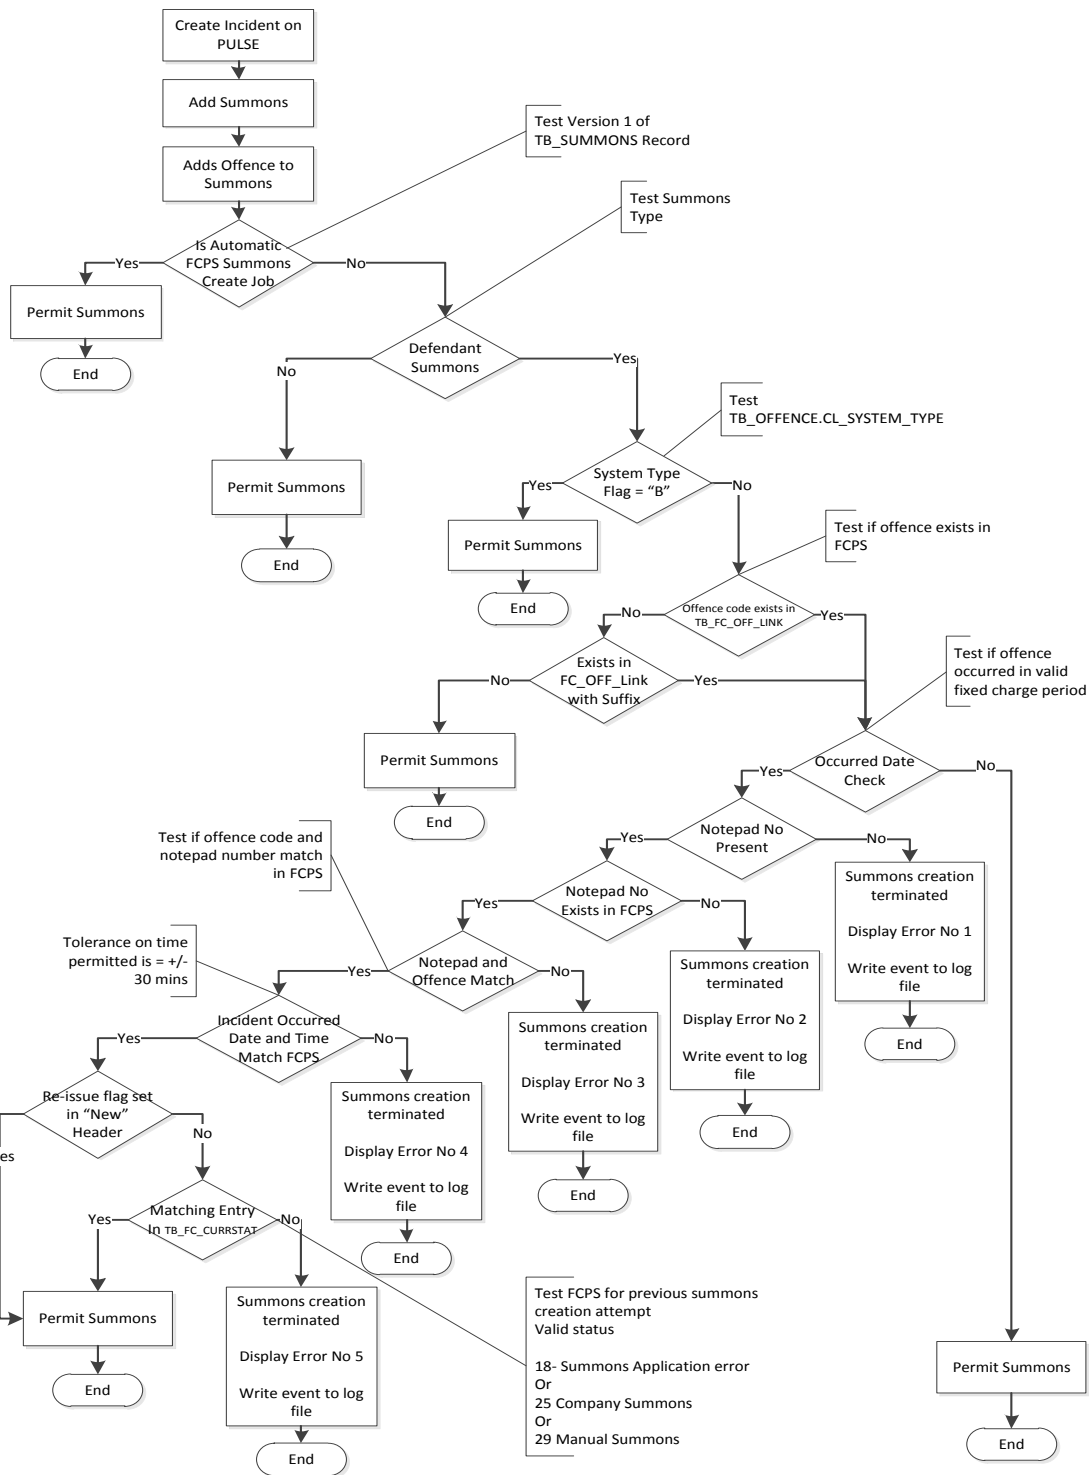 Create Incident on
PULSE
Add Summons
Test Version 1 of
TB_SUMMONS Record
Adds Offence to
Summons
Test Summons
Type
Is Automatic
FCPS Summons
Create Job
Yes
No
Permit Summons
End
Defendant
Summons
No
Yes
Test
TB_OFFENCE.CL_SYSTEM_TYPE
Permit Summons
End
System Type
Flag = “B”
Yes
No
Permit Summons
End
Test if offence exists in
FCPS
Offence code exists in
TB_FC_OFF_LINK
No
Yes
Exists in
FC_OFF_Link
with Suffix
No
Yes
Test if offence
occurred in valid
fixed charge period
Permit Summons
End
Occurred Date
Check
Yes
No
Notepad No
Present
Yes
No
Test if offence code and
notepad number match
in FCPS
Summons creation
terminated
Display Error No 1
Write event to log
file
End
Notepad No
Exists in FCPS
Yes
No
Summons creation
terminated
Display Error No 2
Write event to log
file
End
Tolerance on time
permitted is = +/-
30 mins
Notepad and
Offence Match
Yes
No
Summons creation
terminated
Display Error No 3
Write event to log
file
End
Incident Occurred
Date and Time
Match FCPS
Yes
No
Summons creation
terminated
Display Error No 4
Write event to log
file
End
Re-issue flag set
in “New”
Header
es
No
Matching Entry
In TB_FC_CURRSTAT
Yes
No
Permit Summons
End
Summons creation
terminated
Display Error No 5
Write event to log
file
End
Test FCPS for previous summons
creation attempt
Valid status
18- Summons Application error
Or
25 Company Summons
Or
29 Manual Summons
Permit Summons
End